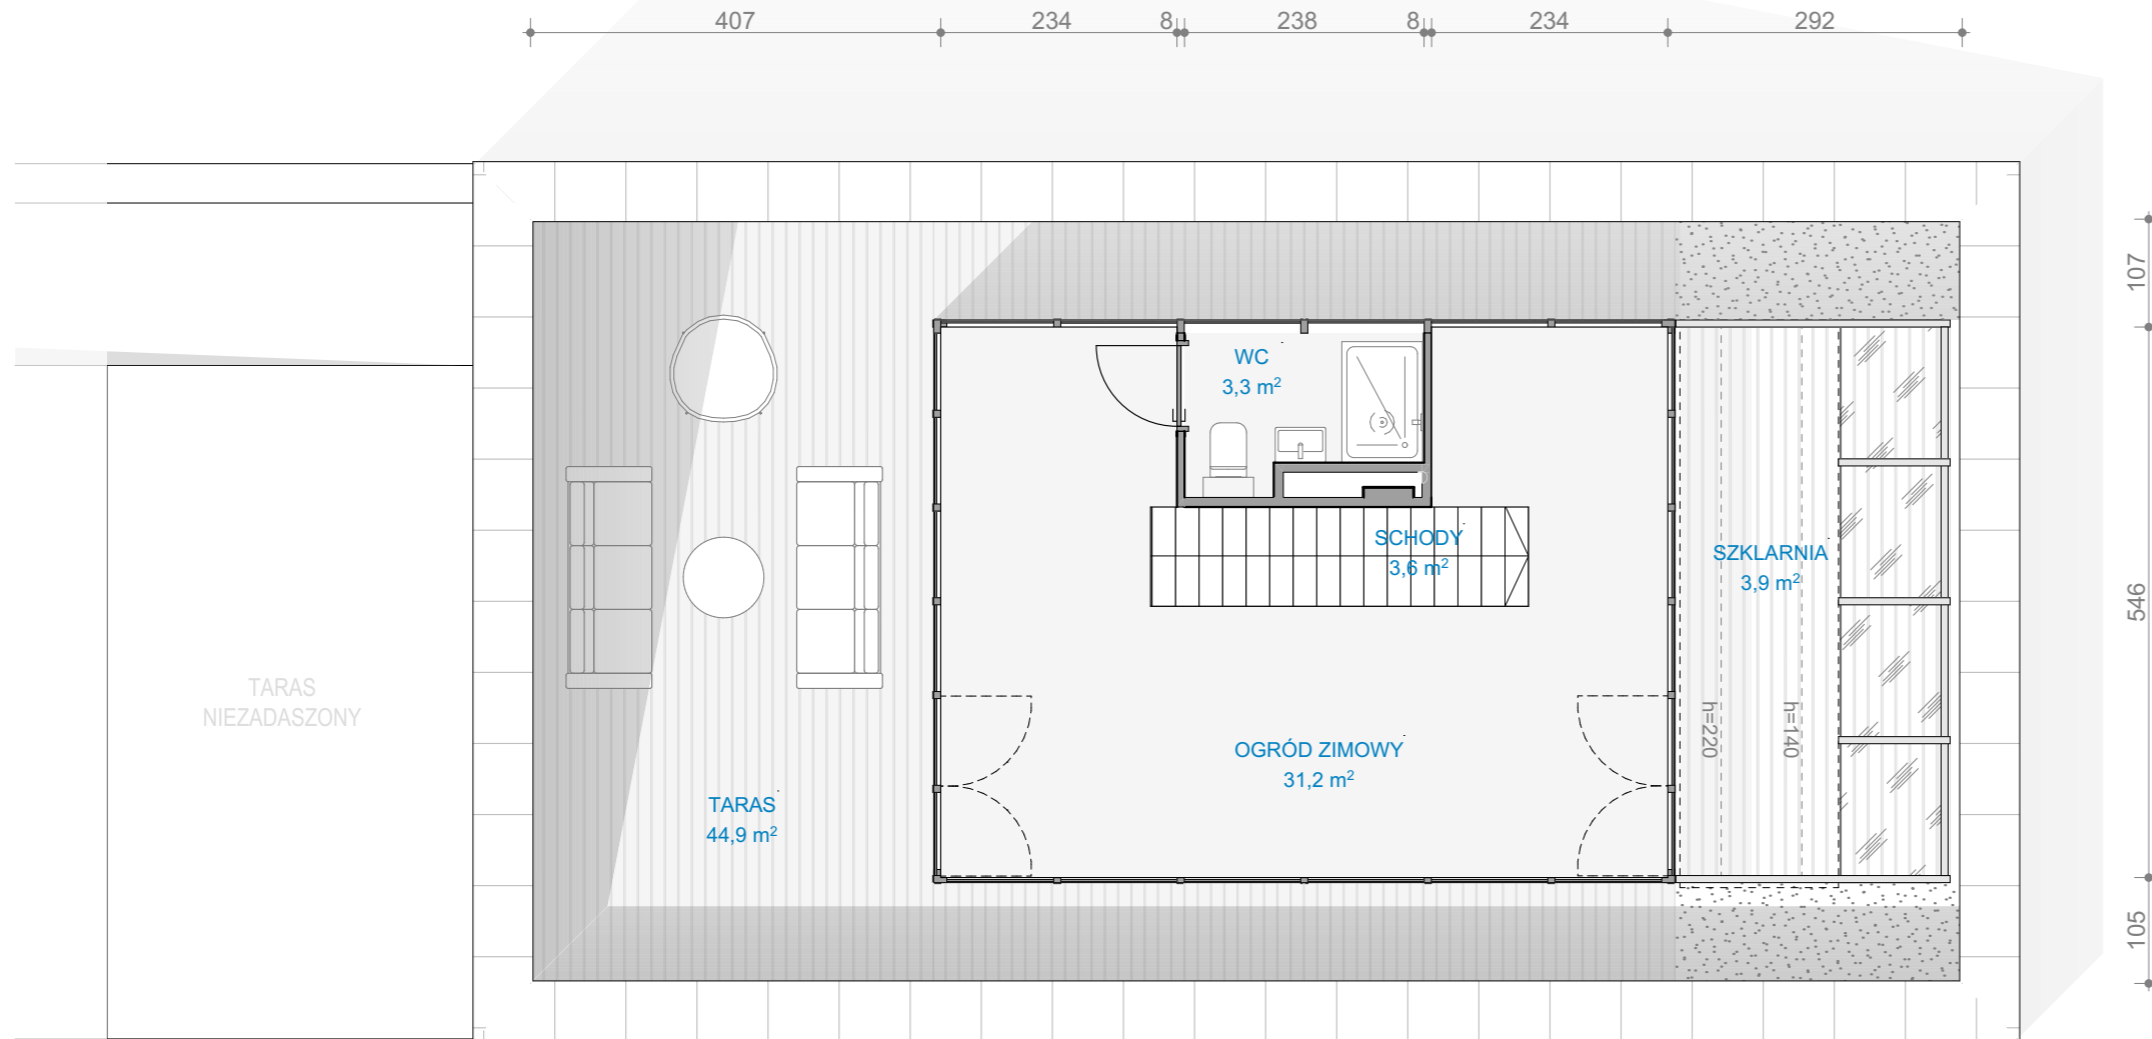 407 234 8 238 8 234 292
107
WC
3,3 m²
SCHODY
3,6 m²
SZKLARNIA
3,9 m²
546
TARAS
NIEZADASZONY
h=220
h=140
OGRÓD ZIMOWY
31,2 m²
TARAS
44,9 m²
105